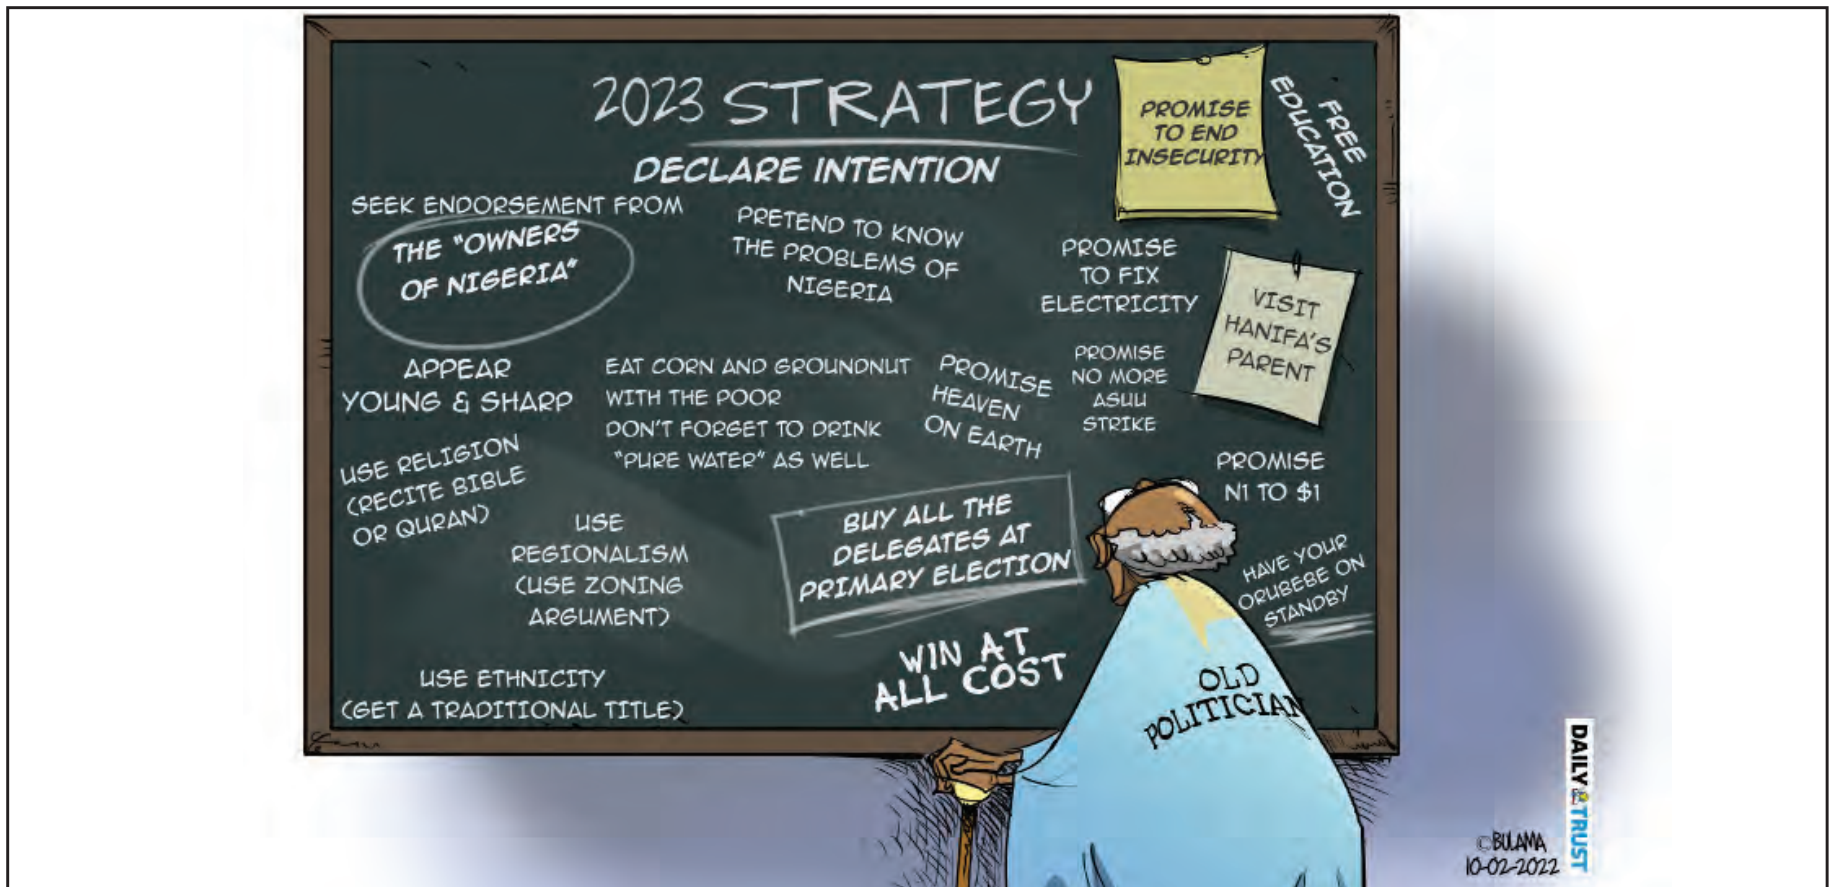 2023 STRATEGY
DECLARE INTENTION
PROMISE
TO END
INSECURITY
FREE
EDUCATION
SEEK ENDORSEMENT FROM
THE "OWNERS
OF NIGERIA"
PRETEND TO KNOW
THE PROBLEMS OF
NIGERIA
PROMISE
TO FIX
ELECTRICITY
VISIT
HANIFA'S
PARENT
APPEAR
YOUNG & SHARP
EAT CORN AND GROUNDNUT
WITH THE POOR
DON'T FORGET TO DRINK
"PURE WATER" AS WELL
PROMISE
HEAVEN
ON EARTH
PROMISE
NO MORE
ASUU
STRIKE
USE RELIGION
(RECITE BIBLE
OR QURAN)
PROMISE
N1 TO $1
USE
REGIONALISM
(USE ZONING
ARGUMENT)
BUY ALL THE
DELEGATES AT
PRIMARY ELECTION
HAVE YOUR
ORUBEBE ON
STANDBY
WIN AT
ALL COST
USE ETHNICITY
(GET A TRADITIONAL TITLE)
OLD
POLITICIAN
DAILY TRUST
©BULAMA
10-02-2022